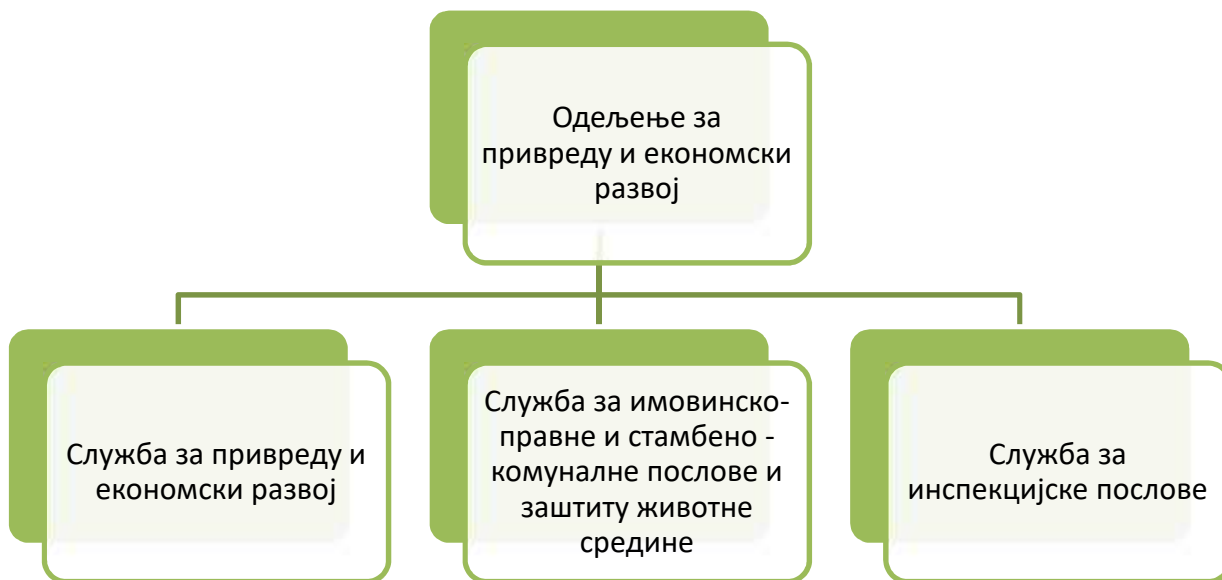 Одељење за
привреду и економски
развој
Служба за привреду и
економски развој
Служба за имовинско-
правне и стамбено -
комуналне послове и
заштиту животне
средине
Служба за
инспекцијске послове